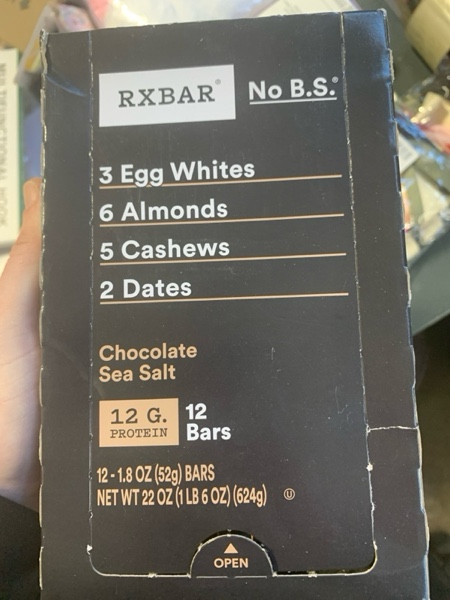 RXBAR® No B.S.®
3 Egg Whites
6 Almonds
5 Cashews
2 Dates
Chocolate
Sea Salt
12 G.
PROTEIN
12
Bars
12 - 1.8 OZ (52g) BARS
NET WT 22 OZ (1 LB 6 OZ) (624g) U
OPEN